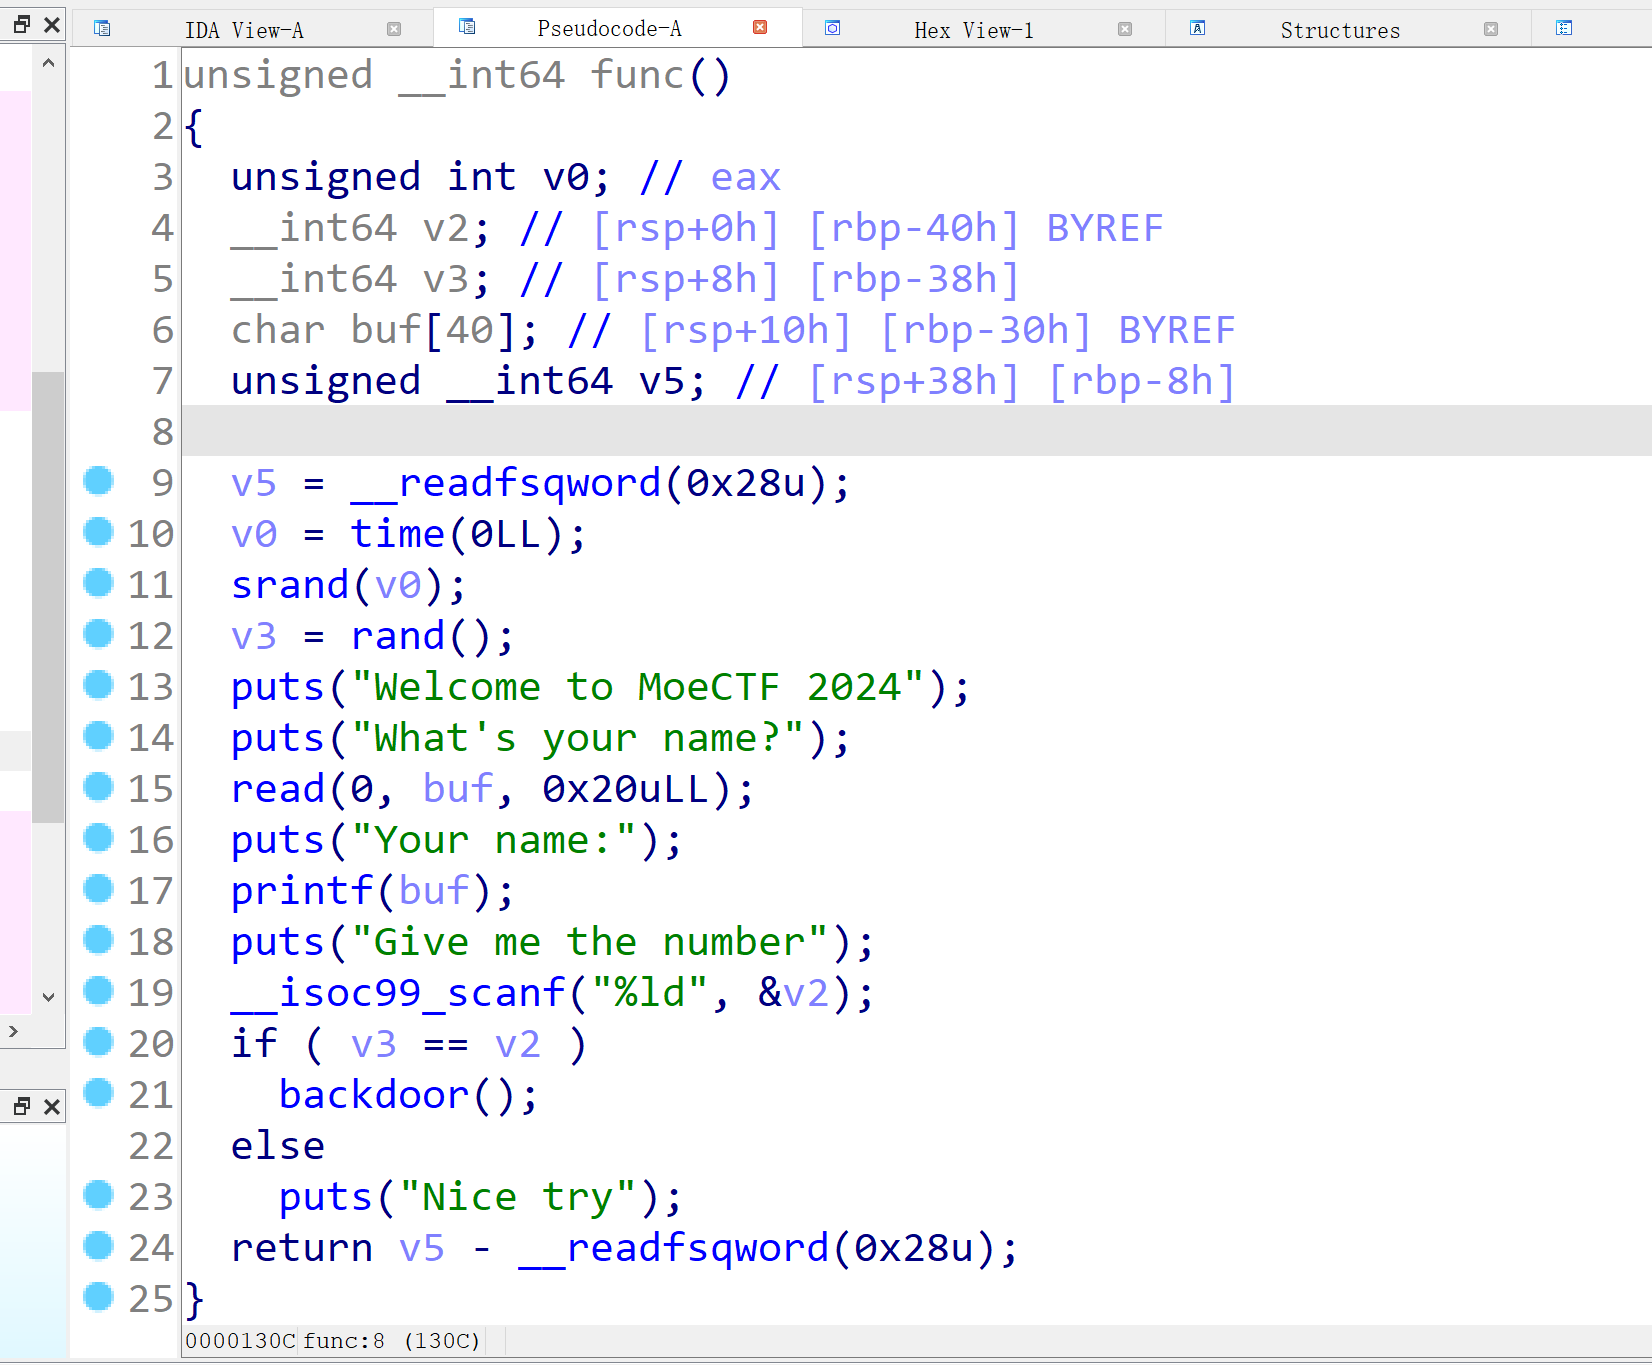 IDA View-A Pseudocode-A Hex View-1 Structures
1 unsigned __int64 func()
2 {
3 unsigned int v0; // eax
4 __int64 v2; // [rsp+0h] [rbp-40h] BYREF
5 __int64 v3; // [rsp+8h] [rbp-38h]
6 char buf[40]; // [rsp+10h] [rbp-30h] BYREF
7 unsigned __int64 v5; // [rsp+38h] [rbp-8h]
8
9 v5 = __readfsqword(0x28u);
10 v0 = time(0LL);
11 srand(v0);
12 v3 = rand();
13 puts("Welcome to MoeCTF 2024");
14 puts("What's your name?");
15 read(0, buf, 0x20uLL);
16 puts("Your name:");
17 printf(buf);
18 puts("Give me the number");
19 __isoc99_scanf("%ld", &v2);
20 if ( v3 == v2 )
21 backdoor();
22 else
23 puts("Nice try");
24 return v5 - __readfsqword(0x28u);
25 }
0000130C func:8 (130C)